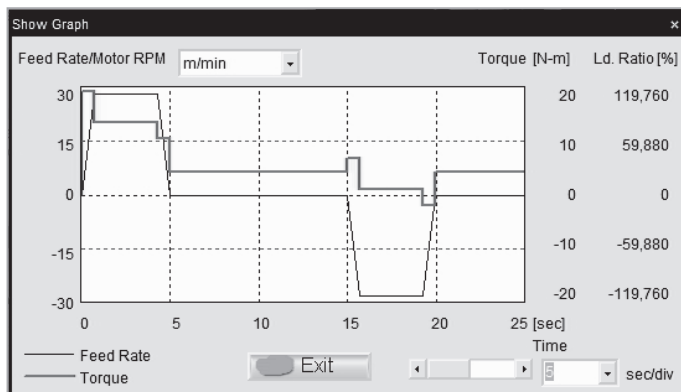 Show Graph ×
Feed Rate/Motor RPM m/min Torque [N-m] Ld. Ratio [%]
30 20 119,760
15 10 59,880
0 0 0
-15 -10 -59,880
-30 -20 -119,760
0 5 10 15 20 25 [sec]
Feed Rate
Torque
Exit
Time
5 sec/div